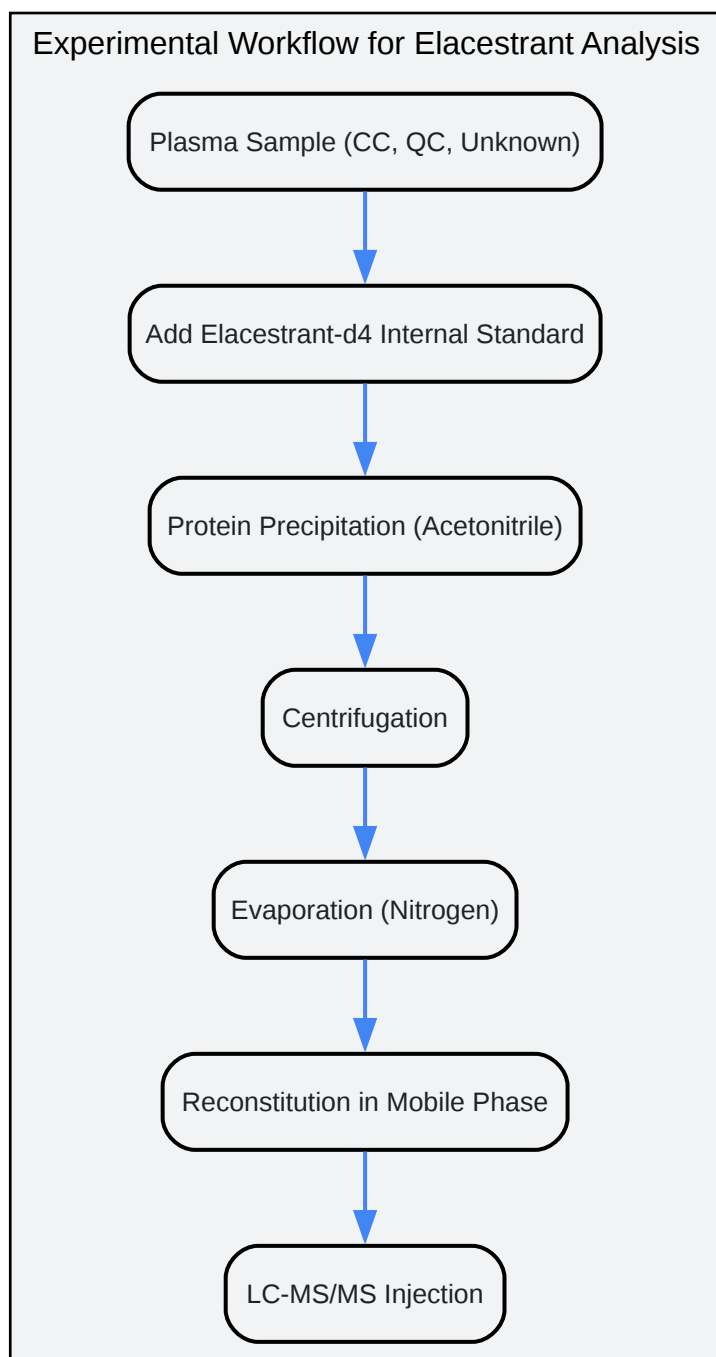 Experimental Workflow for Elacestrant Analysis
Plasma Sample (CC, QC, Unknown)
Add Elacestrant-d4 Internal Standard
Protein Precipitation (Acetonitrile)
Centrifugation
Evaporation (Nitrogen)
Reconstitution in Mobile Phase
LC-MS/MS Injection